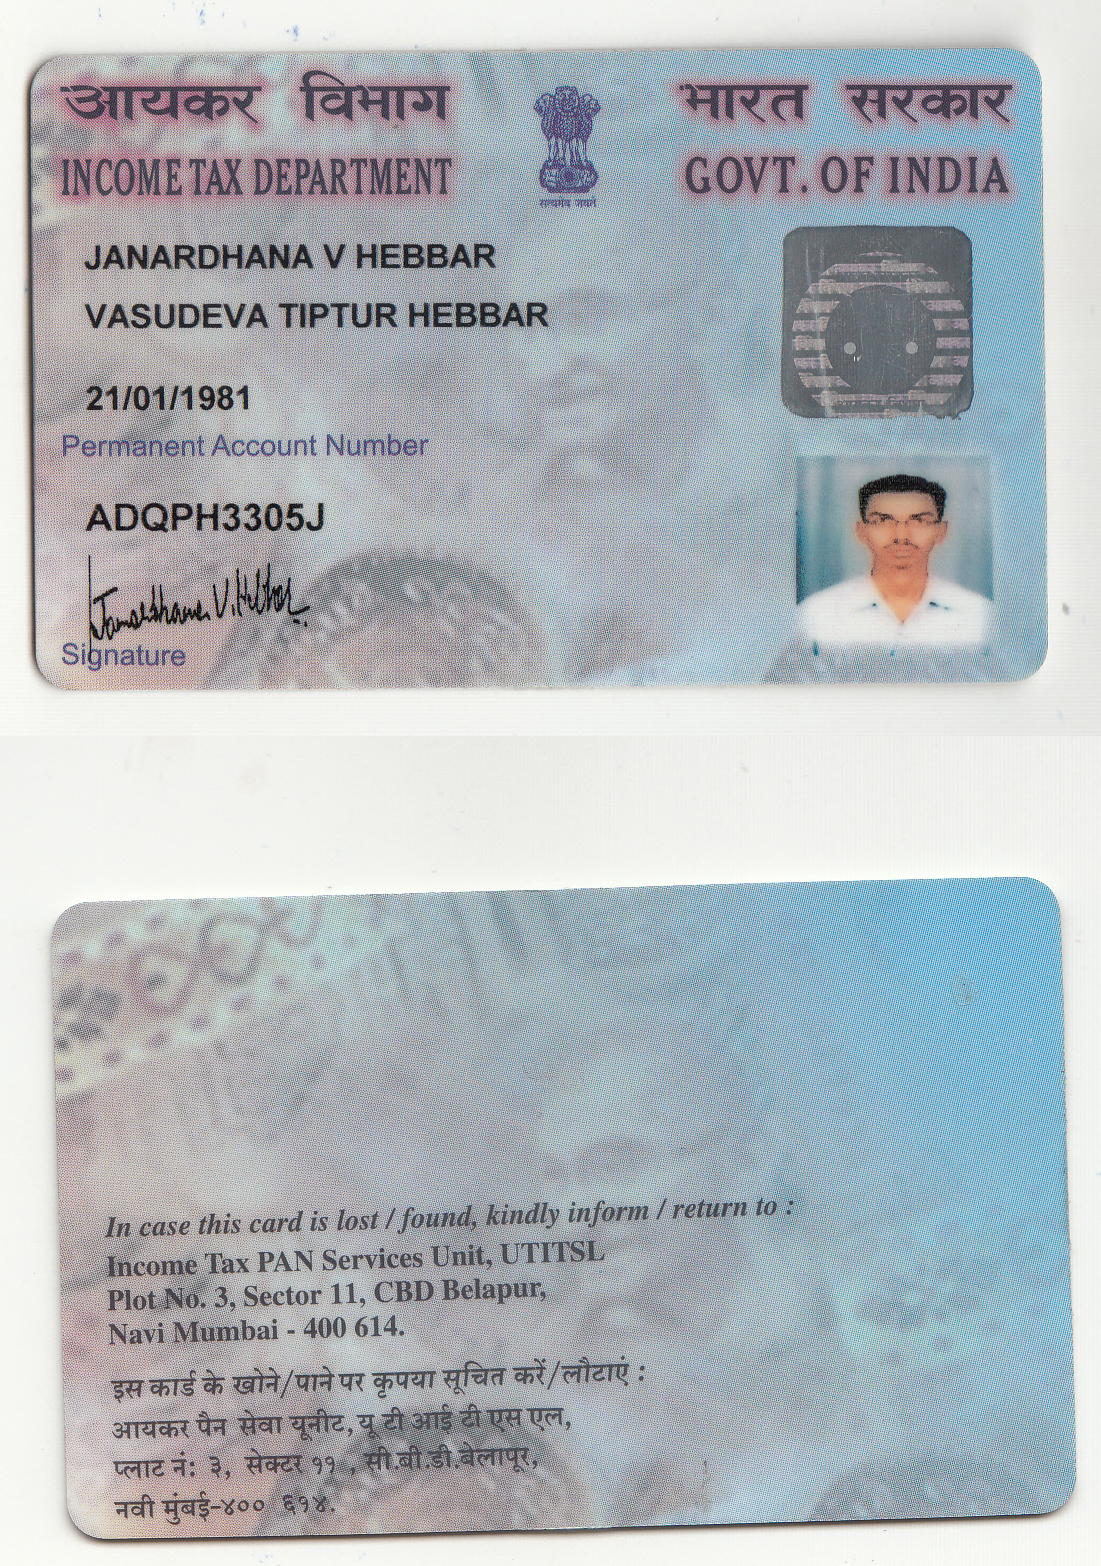 आयकर विभाग
INCOME TAX DEPARTMENT
सत्यमेव जयते
भारत सरकार
GOVT. OF INDIA
JANARDHANA V HEBBAR
VASUDEVA TIPTUR HEBBAR
21/01/1981
Permanent Account Number
ADQPH3305J
Janardhana V. Hebbar
Signature
In case this card is lost / found, kindly inform / return to :
Income Tax PAN Services Unit, UTITSL
Plot No. 3, Sector 11, CBD Belapur,
Navi Mumbai - 400 614.
इस कार्ड के खोने/पाने पर कृपया सूचित करें/लौटाएं :
आयकर पैन सेवा यूनीट, यू टी आई टी एस एल,
प्लाट नं: ३, सेक्टर ११ , सी.बी.डी.बेलापूर,
नवी मुंबई-४०० ६१४.